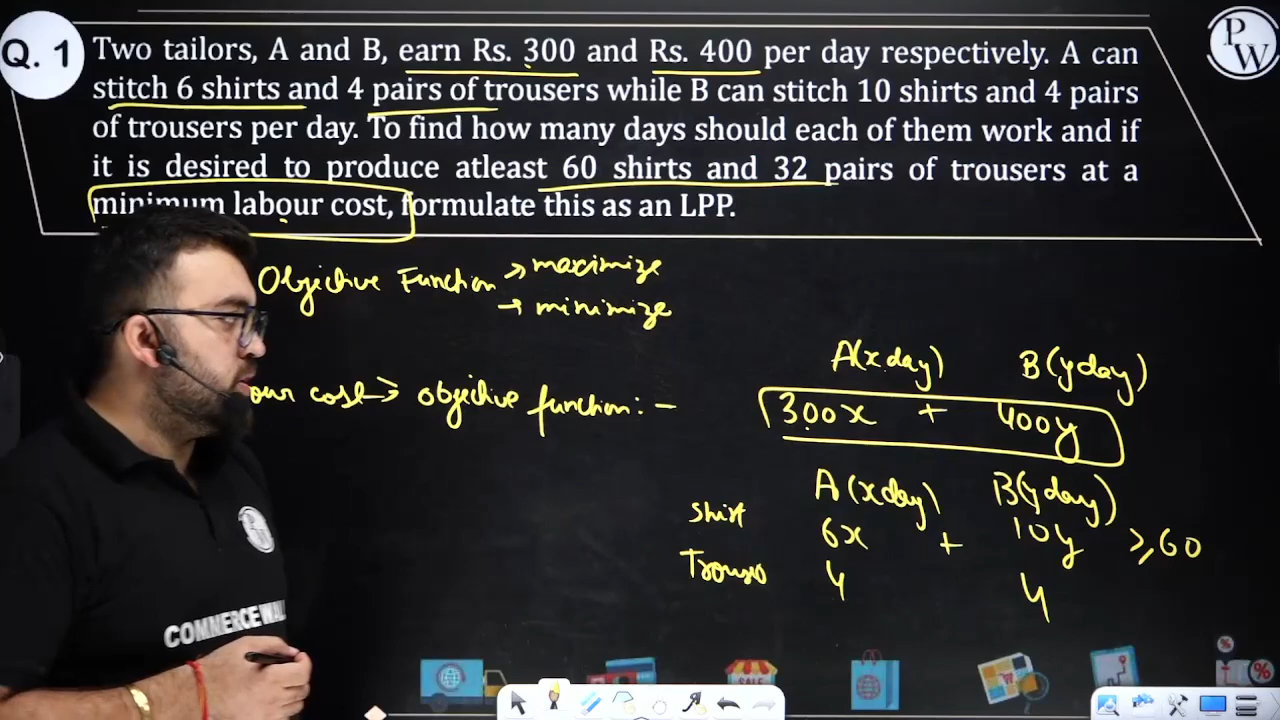 Q. 1
Two tailors, A and B, earn Rs. 300 and Rs. 400 per day respectively. A can
stitch 6 shirts and 4 pairs of trousers while B can stitch 10 shirts and 4 pairs
of trousers per day. To find how many days should each of them work and if
it is desired to produce atleast 60 shirts and 32 pairs of trousers at a
minimum labour cost, formulate this as an LPP.
PW
Objective Function → maximize
→ minimize
our cost → objective function: -
A(x day) B(y day)
300x + 400y
A (x day) B(y day)
Shirt 6x + 10y ≥, 60
4 4
PW
COMMERCE WAL
SALE